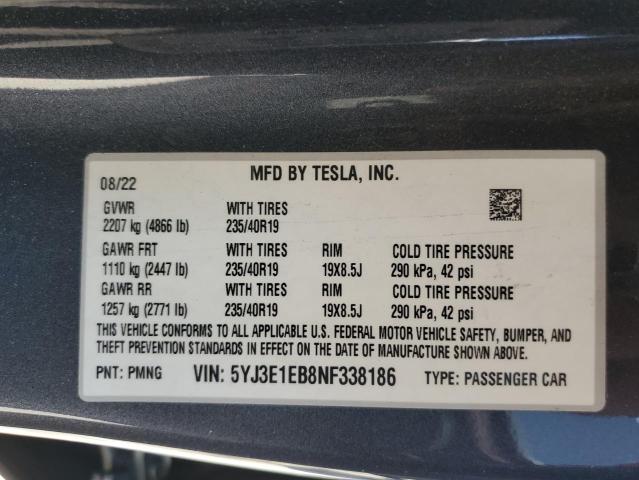 MFD BY TESLA, INC.
08/22
GVWR WITH TIRES
2207 kg (4866 lb) 235/40R19
GAWR FRT WITH TIRES RIM COLD TIRE PRESSURE
1110 kg (2447 lb) 235/40R19 19X8.5J 290 kPa, 42 psi
GAWR RR WITH TIRES RIM COLD TIRE PRESSURE
1257 kg (2771 lb) 235/40R19 19X8.5J 290 kPa, 42 psi
THIS VEHICLE CONFORMS TO ALL APPLICABLE U.S. FEDERAL MOTOR VEHICLE SAFETY, BUMPER, AND
THEFT PREVENTION STANDARDS IN EFFECT ON THE DATE OF MANUFACTURE SHOWN ABOVE.
PNT: PMNG VIN: 5YJ3E1EB8NF338186 TYPE: PASSENGER CAR